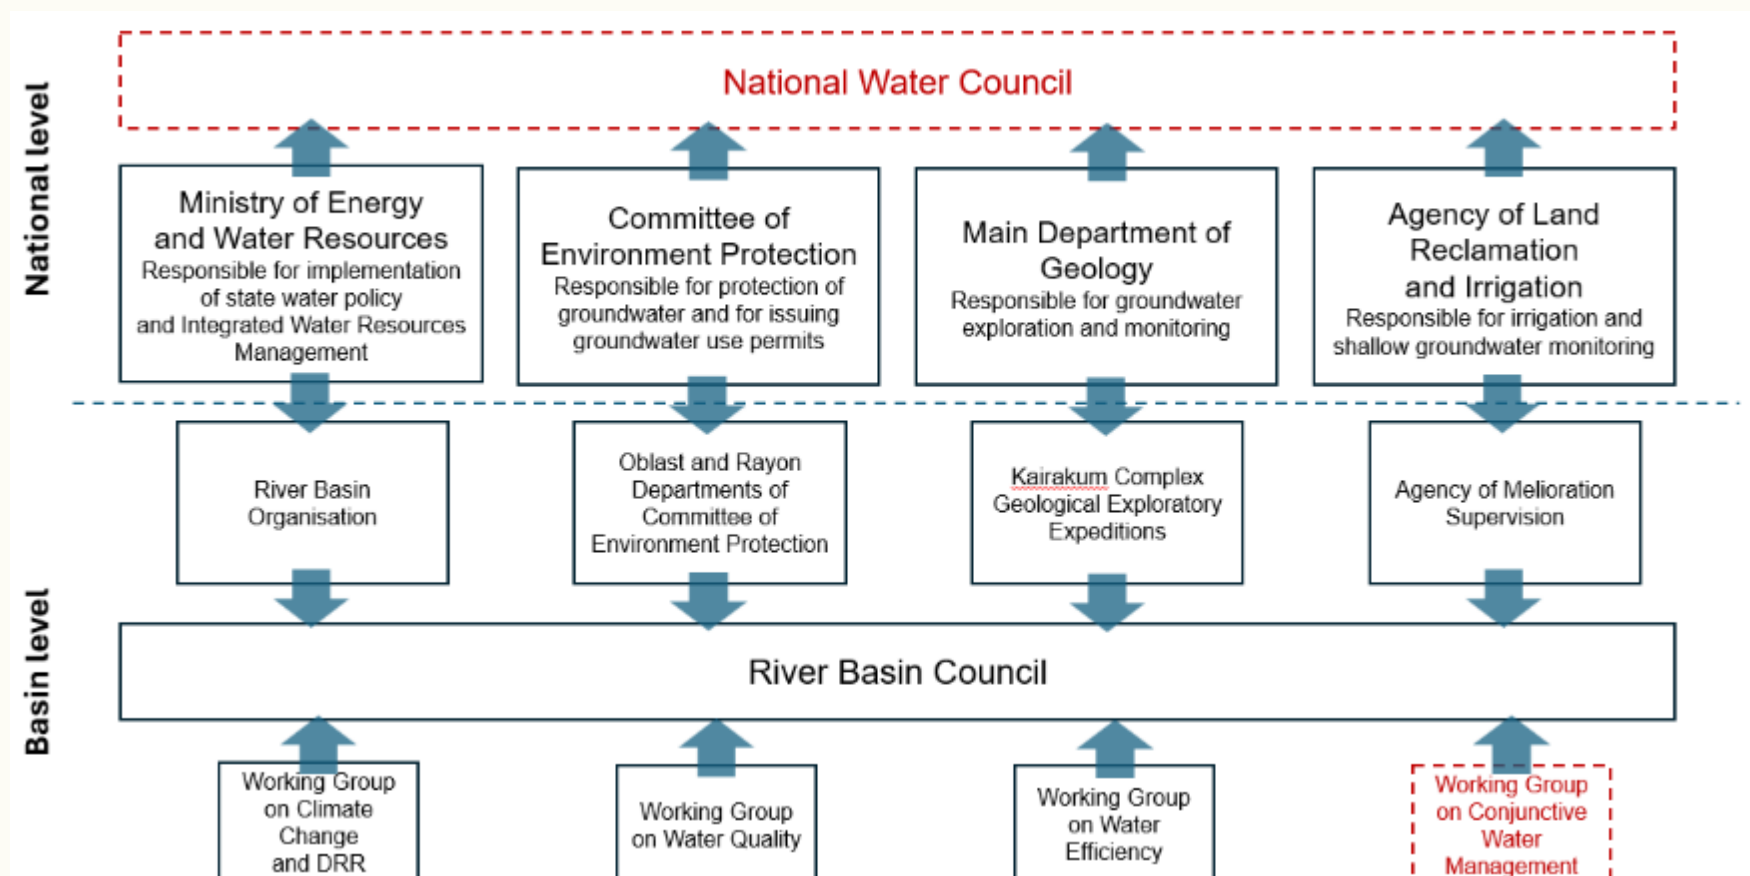 National level
National Water Council
Ministry of Energy
and Water Resources
Responsible for implementation
of state water policy
and Integrated Water Resources
Management
Committee of
Environment Protection
Responsible for protection of
groundwater and for issuing
groundwater use permits
Main Department of
Geology
Responsible for groundwater
exploration and monitoring
Agency of Land
Reclamation
and Irrigation
Responsible for irrigation and
shallow groundwater monitoring
Basin level
River Basin
Organisation
Oblast and Rayon
Departments of
Committee of
Environment Protection
Kairakum Complex
Geological Exploratory
Expeditions
Agency of Melioration
Supervision
River Basin Council
Working Group
on Climate
Change
and DRR
Working Group
on Water Quality
Working Group
on Water
Efficiency
Working Group
on Conjunctive
Water
Management